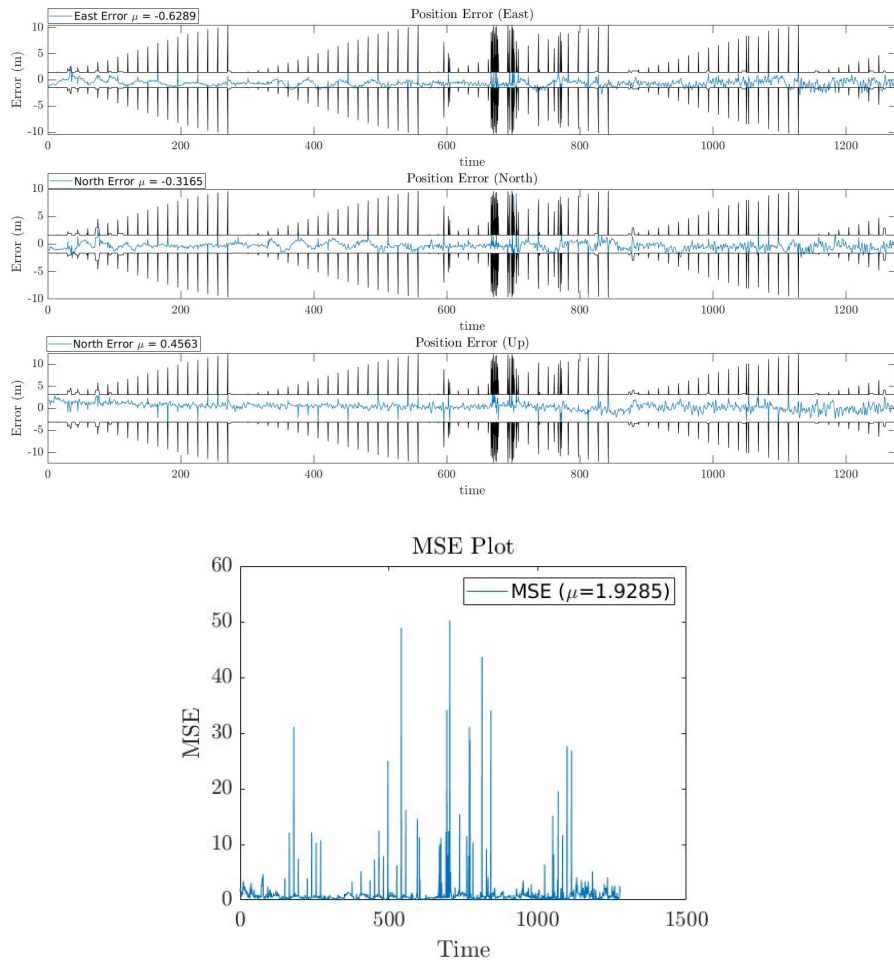 Position Error (East)
East Error μ = -0.6289
Error (m)
10
5
0
-5
-10
0 200 400 600 800 1000 1200
time
Position Error (North)
North Error μ = -0.3165
Error (m)
10
5
0
-5
-10
0 200 400 600 800 1000 1200
time
Position Error (Up)
North Error μ = 0.4563
Error (m)
10
5
0
-5
-10
0 200 400 600 800 1000 1200
time
MSE Plot
MSE (μ=1.9285)
MSE
60
50
40
30
20
10
0
0 500 1000 1500
Time